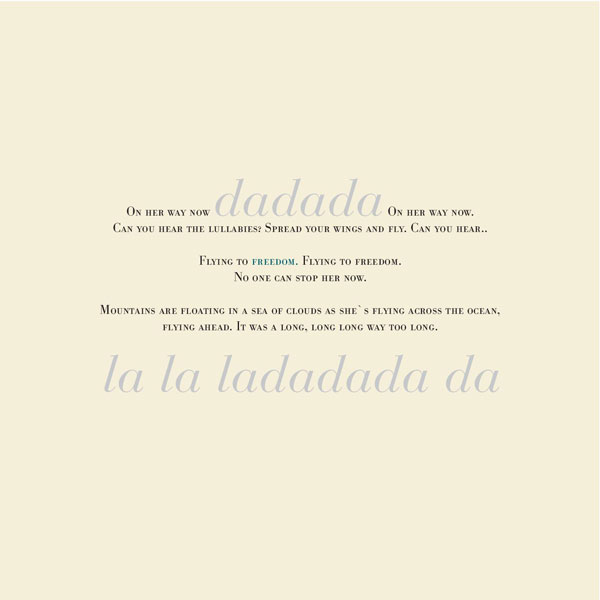 On her way now dadada On her way now.
Can you hear the lullabies? Spread your wings and fly. Can you hear..
Flying to freedom. Flying to freedom.
No one can stop her now.
Mountains are floating in a sea of clouds as she`s flying across the ocean,
flying ahead. It was a long, long long way too long.
la la ladadada da